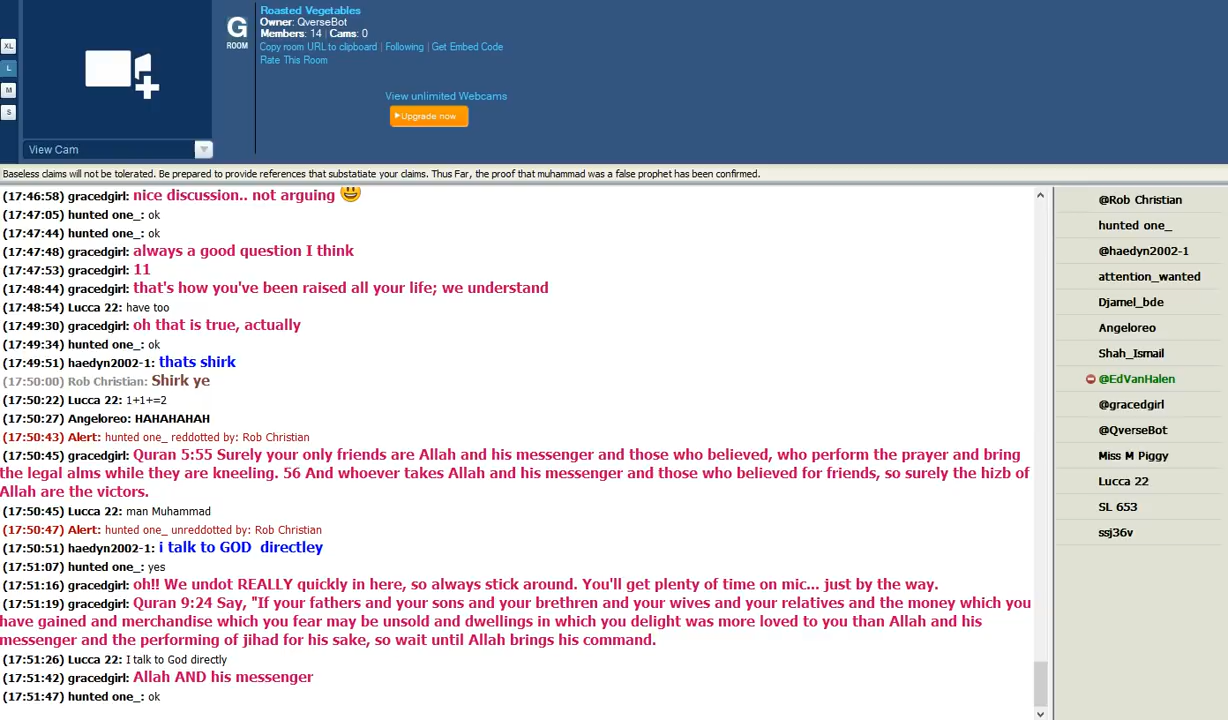 Roasted Vegetables
Owner: QverseBot
Members: 14 | Cams: 0
Copy room URL to clipboard | Following | Get Embed Code
Rate This Room
G
ROOM
XL
L
M
S
View unlimited Webcams
Upgrade now
View Cam
Baseless claims will not be tolerated. Be prepared to provide references that substatiate your claims. Thus Far, the proof that muhammad was a false prophet has been confirmed.
(17:46:58) gracedgirl: nice discussion.. not arguing
(17:47:05) hunted one_: ok
(17:47:44) hunted one_: ok
(17:47:48) gracedgirl: always a good question I think
(17:47:53) gracedgirl: 11
(17:48:44) gracedgirl: that's how you've been raised all your life; we understand
(17:48:54) Lucca 22: have too
(17:49:30) gracedgirl: oh that is true, actually
(17:49:34) hunted one_: ok
(17:49:51) haedyn2002-1: thats shirk
(17:50:00) Rob Christian: Shirk ye
(17:50:22) Lucca 22: 1+1+=2
(17:50:27) Angeloreo: HAHAHAHAH
(17:50:43) Alert: hunted one_ reddotted by: Rob Christian
(17:50:45) gracedgirl: Quran 5:55 Surely your only friends are Allah and his messenger and those who believed, who perform the prayer and bring
the legal alms while they are kneeling. 56 And whoever takes Allah and his messenger and those who believed for friends, so surely the hizb of
Allah are the victors.
(17:50:45) Lucca 22: man Muhammad
(17:50:47) Alert: hunted one_ unreddotted by: Rob Christian
(17:50:51) haedyn2002-1: i talk to GOD directley
(17:51:07) hunted one_: yes
(17:51:16) gracedgirl: oh!! We undot REALLY quickly in here, so always stick around. You'll get plenty of time on mic... just by the way.
(17:51:19) gracedgirl: Quran 9:24 Say, "If your fathers and your sons and your brethren and your wives and your relatives and the money which you
have gained and merchandise which you fear may be unsold and dwellings in which you delight was more loved to you than Allah and his
messenger and the performing of jihad for his sake, so wait until Allah brings his command.
(17:51:26) Lucca 22: I talk to God directly
(17:51:42) gracedgirl: Allah AND his messenger
(17:51:47) hunted one_: ok
@Rob Christian
hunted one_
@haedyn2002-1
attention_wanted
Djamel_bde
Angeloreo
Shah_Ismail
@EdVanHalen
@gracedgirl
@QverseBot
Miss M Piggy
Lucca 22
SL 653
ssj36v